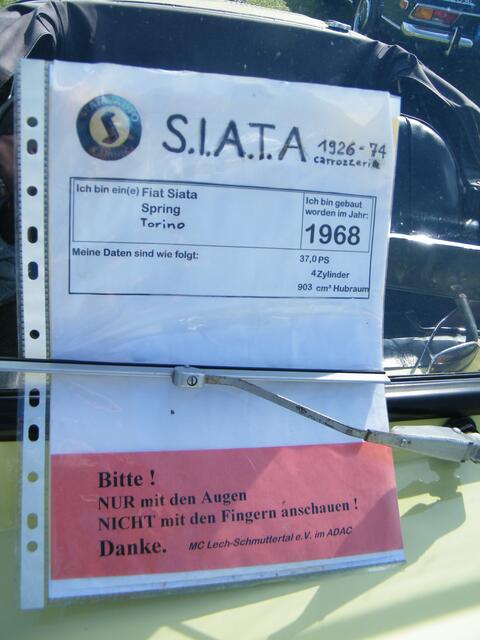 S.I.A.T.A 1926-74
carrozzeria
Ich bin ein(e) Fiat Siata
Spring
Torino
Ich bin gebaut
worden im Jahr:
1968
Meine Daten sind wie folgt:
37,0 PS
4 Zylinder
903 cm³ Hubraum
Bitte !
NUR mit den Augen
NICHT mit den Fingern anschauen !
Danke. MC Lech-Schmuttertal e.V. im ADAC